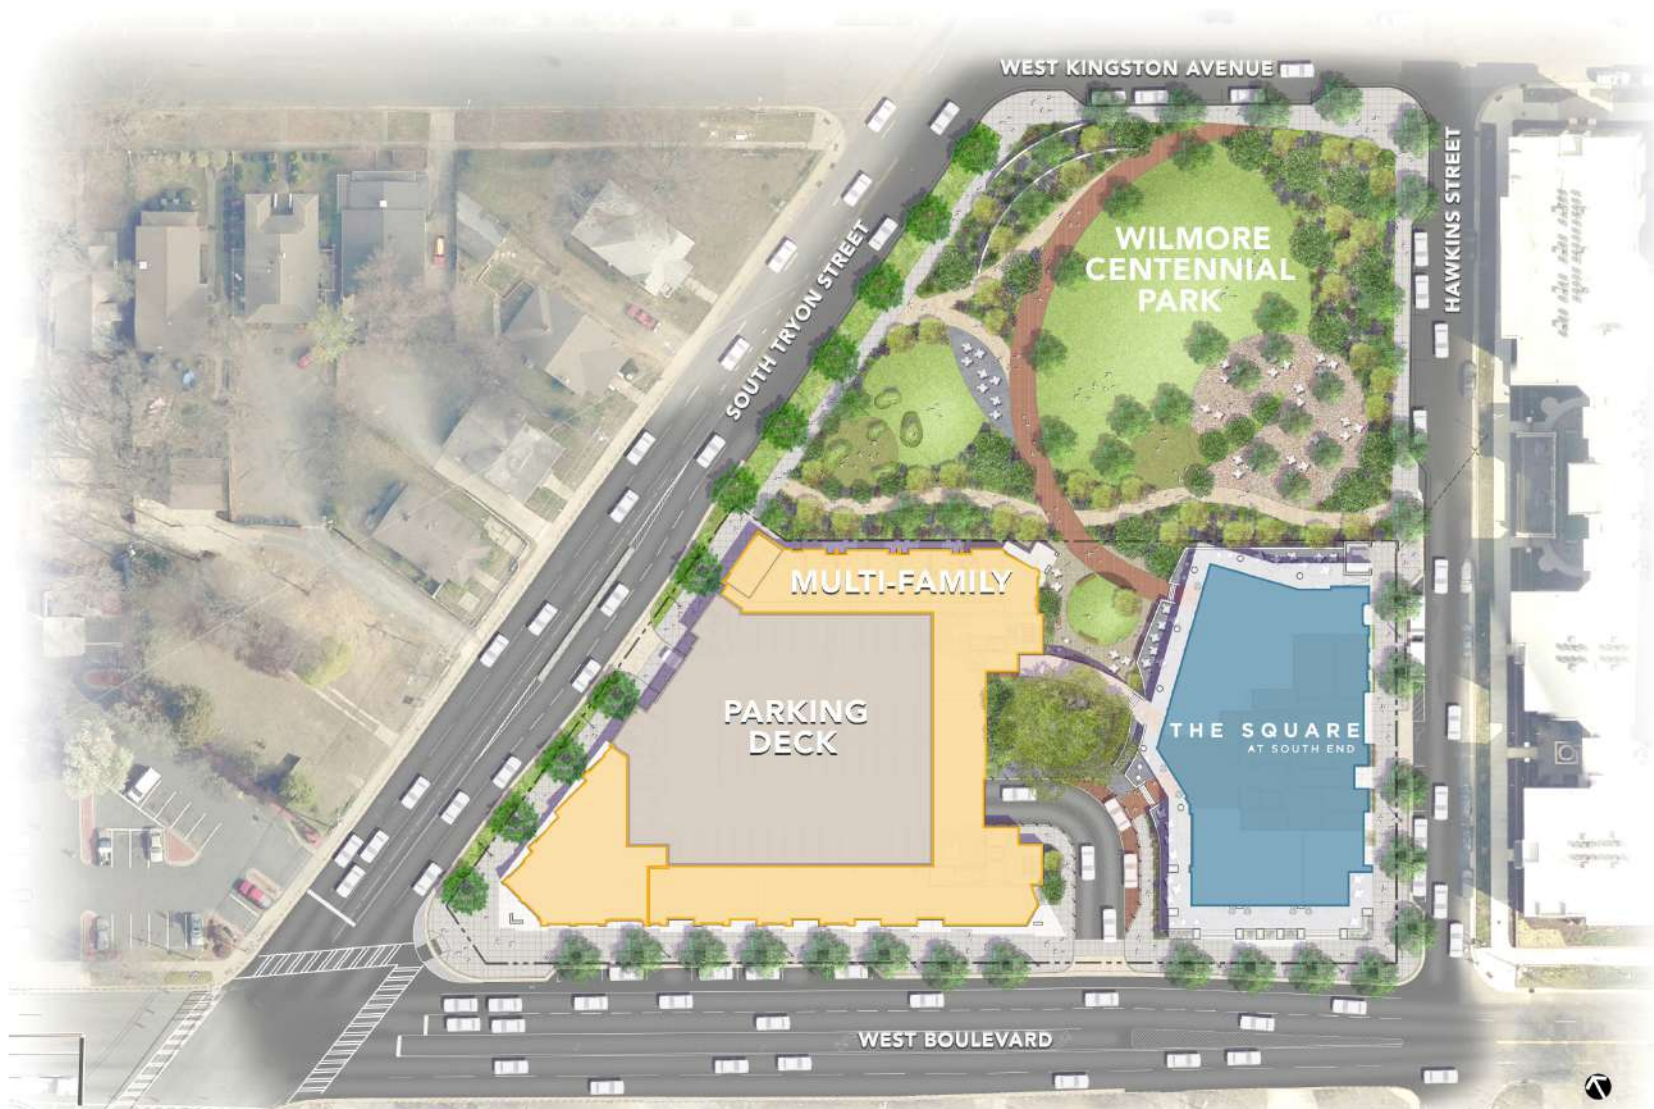 WEST KINGSTON AVENUE
HAWKINS STREET
SOUTH TRYON STREET
WILMORE
CENTENNIAL
PARK
MULTI-FAMILY
PARKING
DECK
THE SQUARE
AT SOUTH END
WEST BOULEVARD